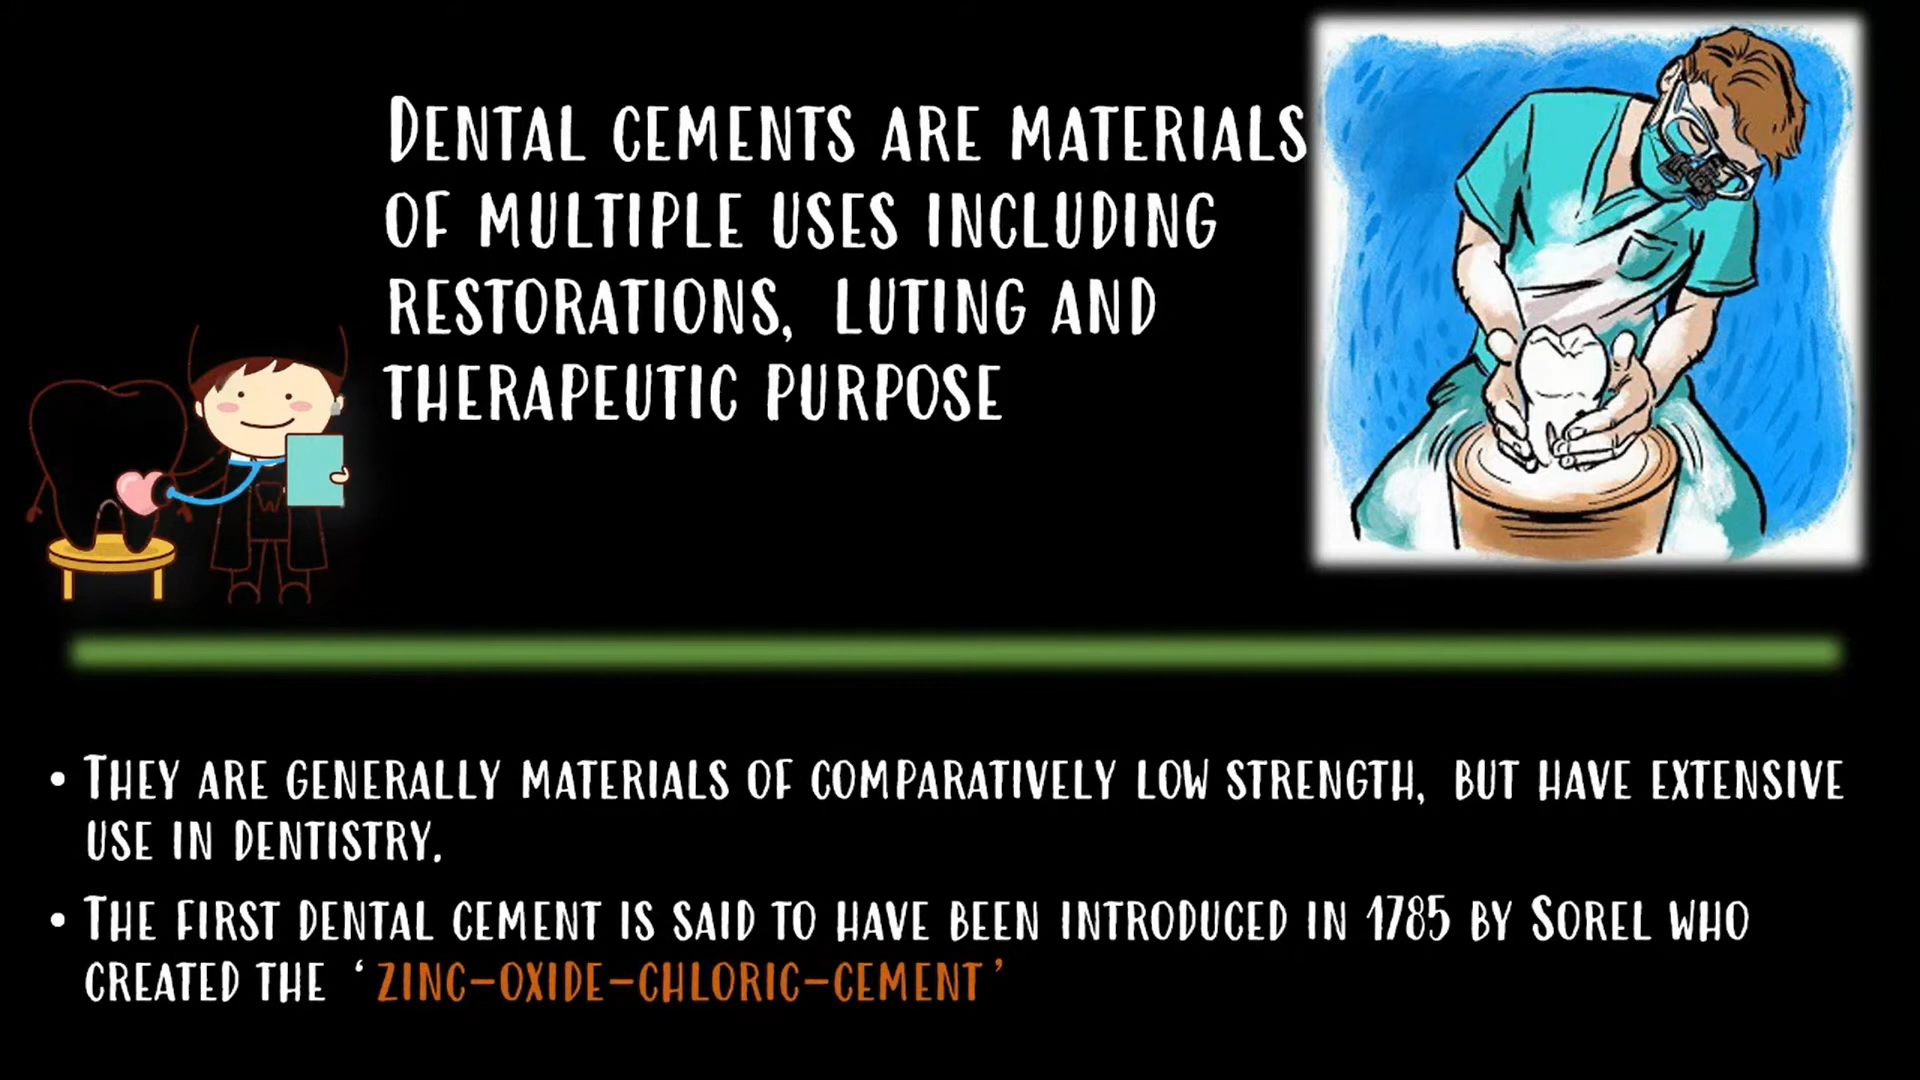 Dental cements are materials
of multiple uses including
restorations, luting and
therapeutic purpose
• They are generally materials of comparatively low strength, but have extensive
use in dentistry.
• The first dental cement is said to have been introduced in 1785 by Sorel who
created the ‘zinc-oxide-chloric-cement’